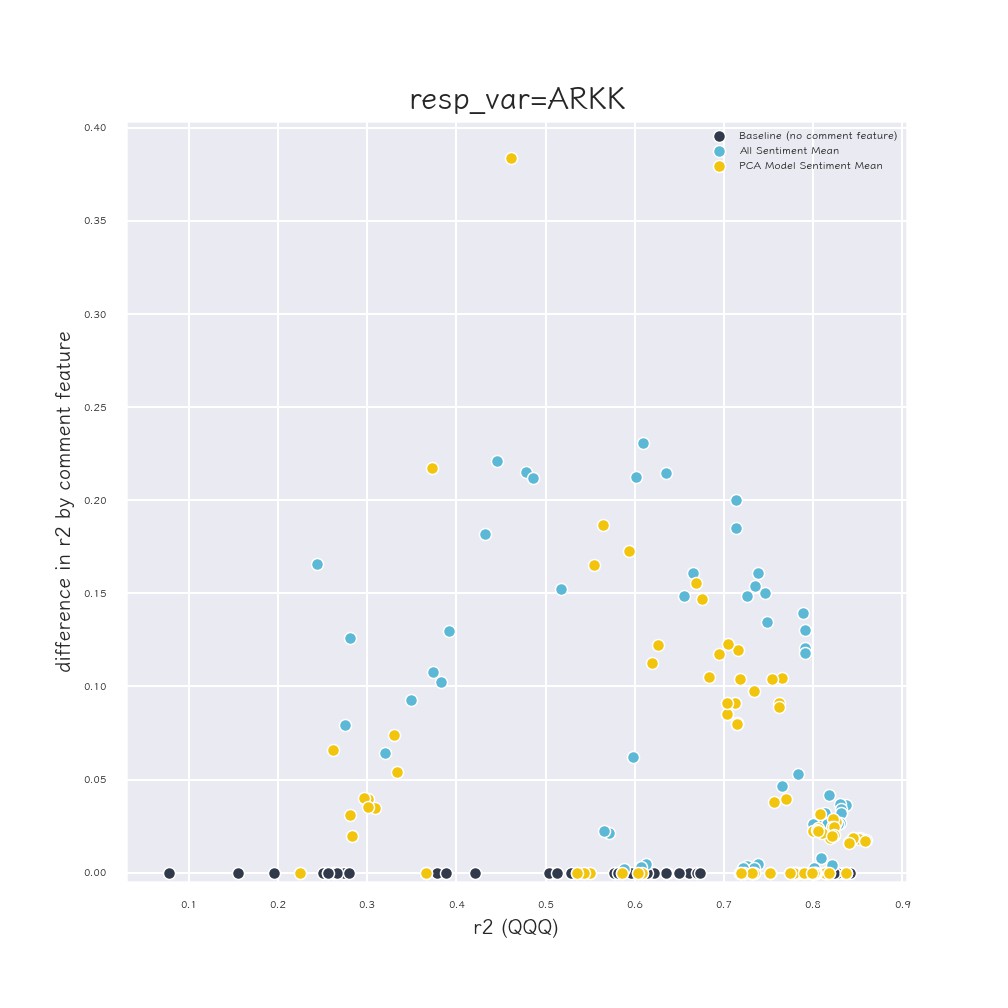 resp_var=ARKK
Baseline (no comment feature)
All Sentiment Mean
PCA Model Sentiment Mean
difference in r2 by comment feature
0.40
0.35
0.30
0.25
0.20
0.15
0.10
0.05
0.00
0.1 0.2 0.3 0.4 0.5 0.6 0.7 0.8 0.9
r2 (QQQ)